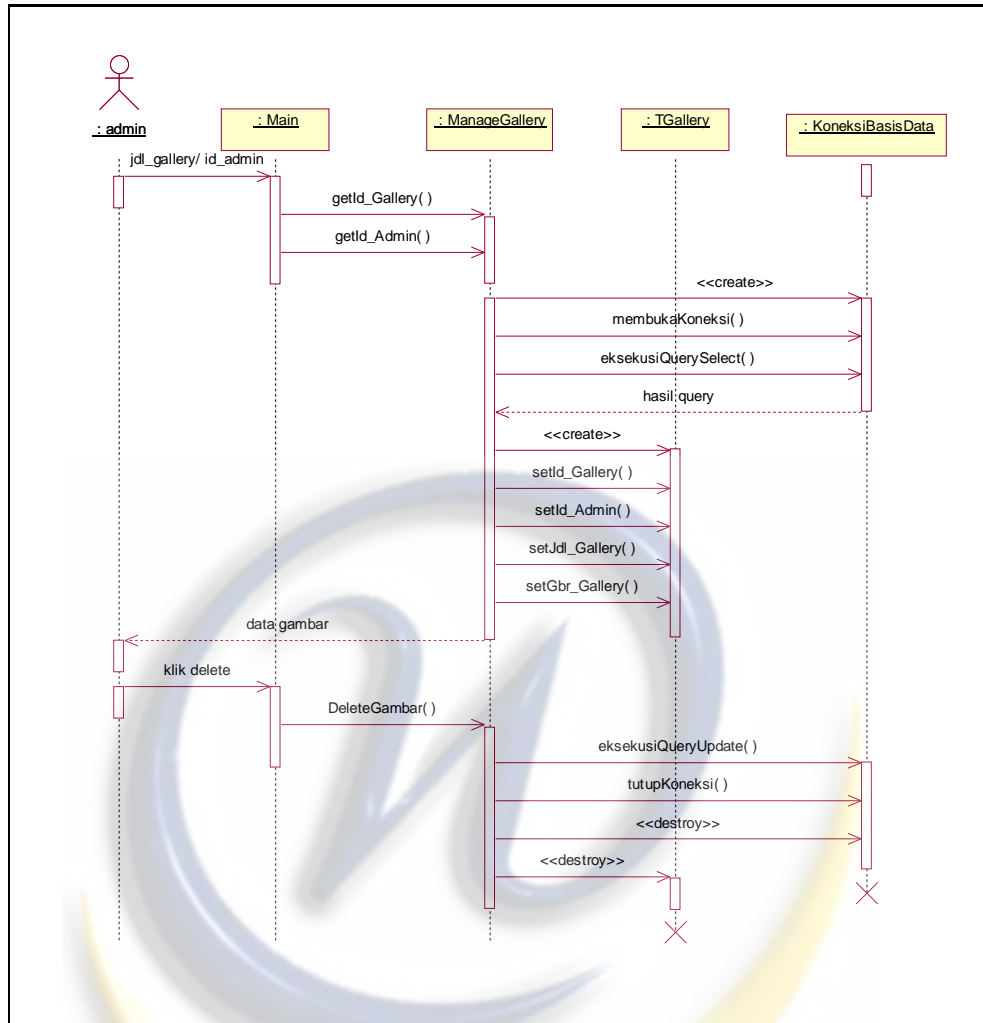 : admin
: Main
: ManageGallery
: TGallery
: KoneksiBasisData
jdl_gallery/ id_admin
getId_Gallery( )
getId_Admin( )
<<create>>
membukaKoneksi( )
eksekusiQuerySelect( )
hasil query
<<create>>
setId_Gallery( )
setId_Admin( )
setJdl_Gallery( )
setGbr_Gallery( )
data gambar
klik delete
DeleteGambar( )
eksekusiQueryUpdate( )
tutupKoneksi( )
<<destroy>>
<<destroy>>